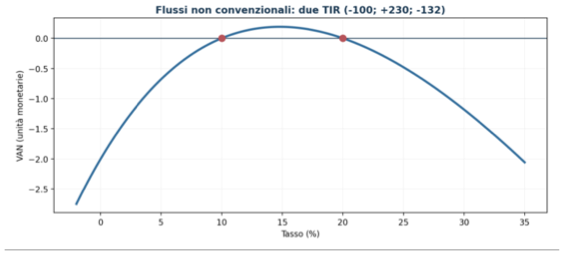 Flussi non convenzionali: due TIR (-100; +230; -132)
VAN (unità monetarie)
0.0
−0.5
−1.0
−1.5
−2.0
−2.5
0 5 10 15 20 25 30 35
Tasso (%)